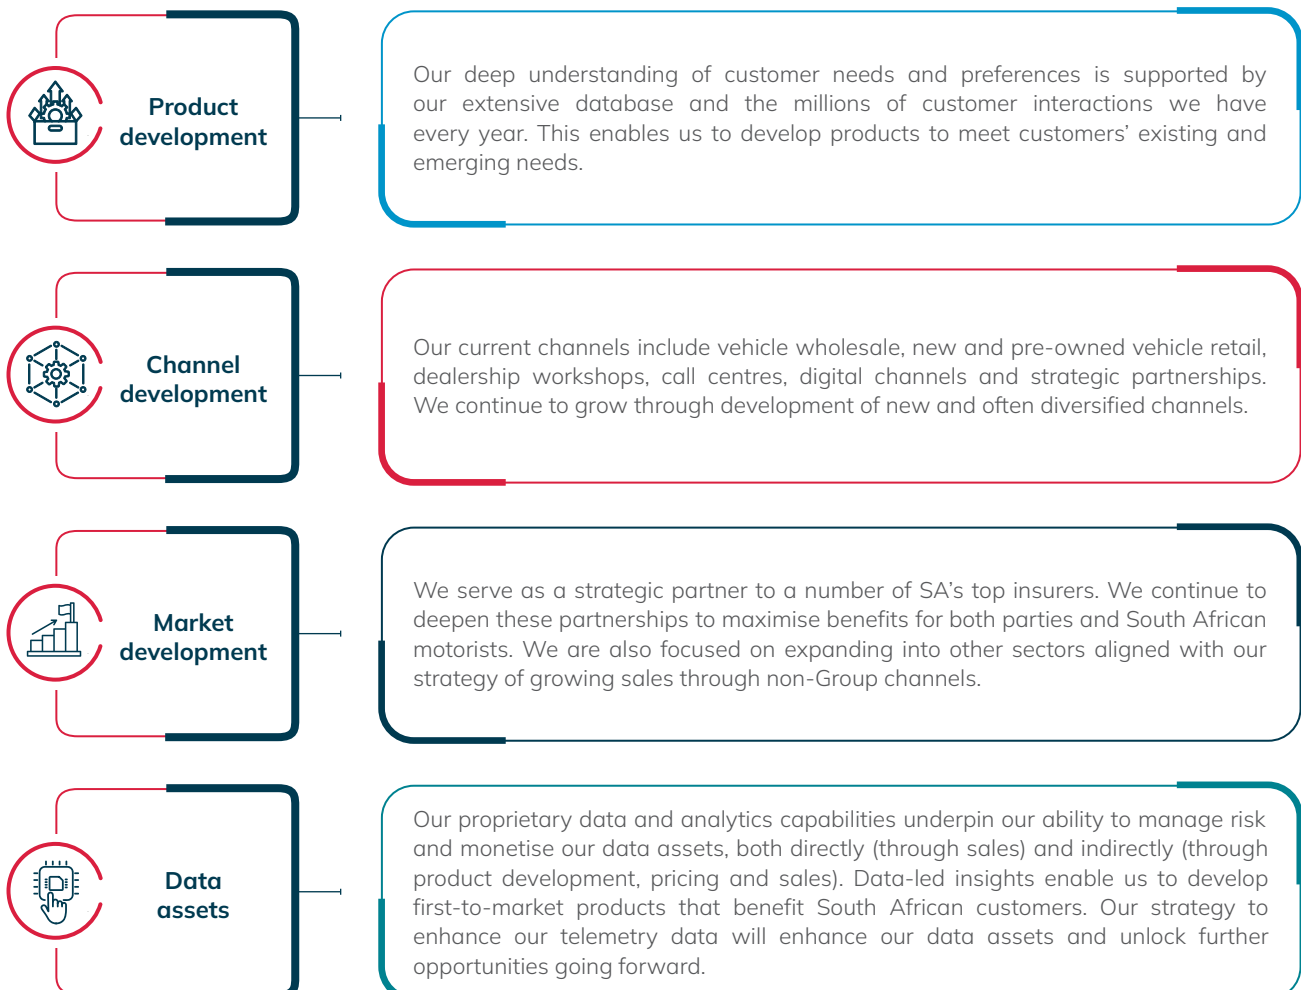 Product
development
Our deep understanding of customer needs and preferences is supported by
our extensive database and the millions of customer interactions we have
every year. This enables us to develop products to meet customers’ existing and
emerging needs.
Channel
development
Our current channels include vehicle wholesale, new and pre-owned vehicle retail,
dealership workshops, call centres, digital channels and strategic partnerships.
We continue to grow through development of new and often diversified channels.
Market
development
We serve as a strategic partner to a number of SA’s top insurers. We continue to
deepen these partnerships to maximise benefits for both parties and South African
motorists. We are also focused on expanding into other sectors aligned with our
strategy of growing sales through non-Group channels.
Data
assets
Our proprietary data and analytics capabilities underpin our ability to manage risk
and monetise our data assets, both directly (through sales) and indirectly (through
product development, pricing and sales). Data-led insights enable us to develop
first-to-market products that benefit South African customers. Our strategy to
enhance our telemetry data will enhance our data assets and unlock further
opportunities going forward.